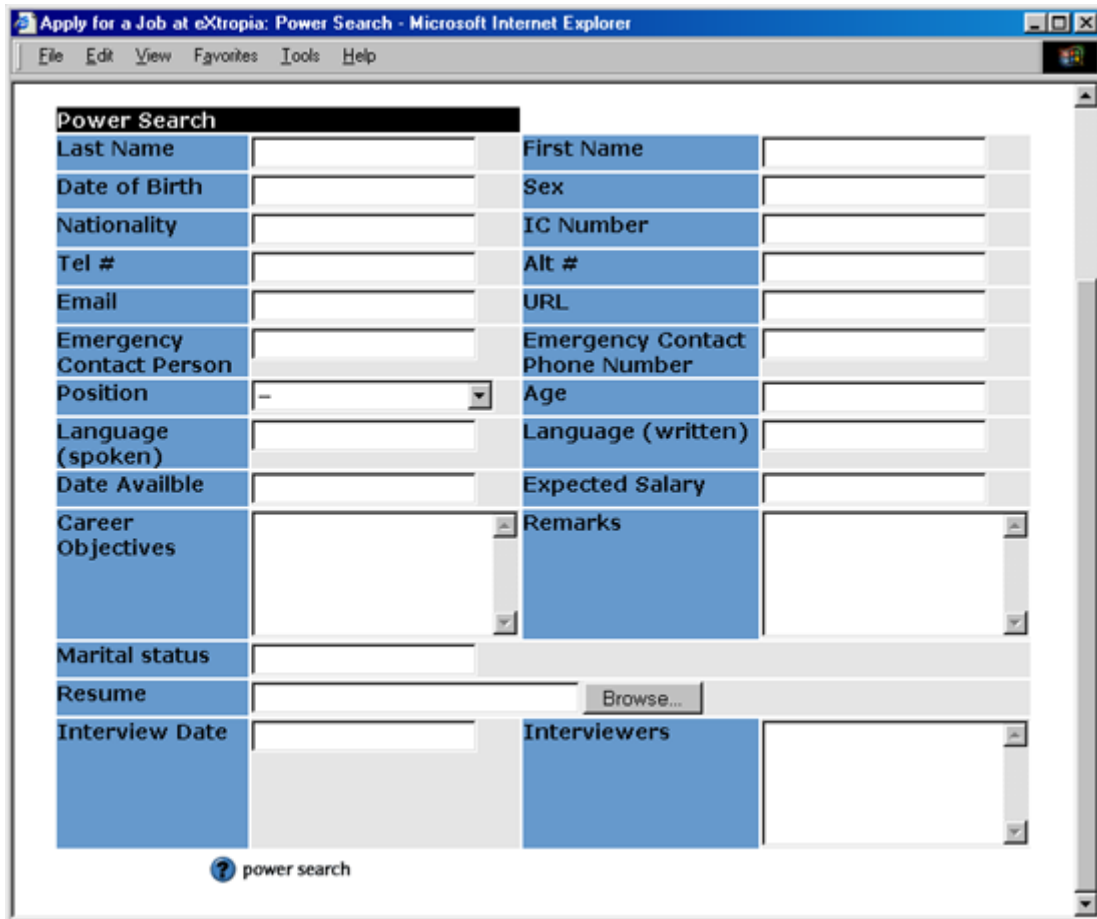 Apply for a Job at eXtropia: Power Search - Microsoft Internet Explorer
File Edit View Favorites Tools Help
Power Search
Last Name First Name
Date of Birth Sex
Nationality IC Number
Tel # Alt #
Email URL
Emergency Emergency Contact
Contact Person Phone Number
Position – Age
Language Language (written)
(spoken)
Date Availble Expected Salary
Career Remarks
Objectives
Marital status
Resume Browse...
Interview Date Interviewers
? power search